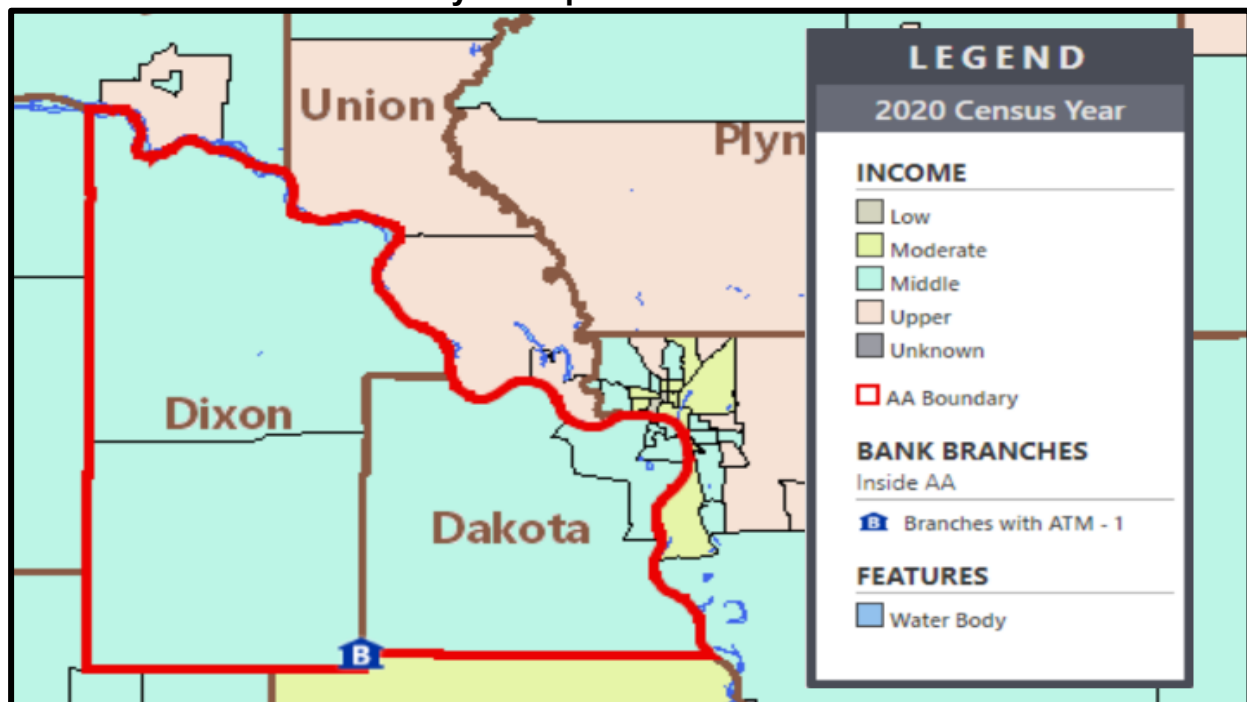 Union
Plyn
Dixon
Dakota
B
LEGEND
2020 Census Year
INCOME
Low
Moderate
Middle
Upper
Unknown
AA Boundary
BANK BRANCHES
Inside AA
B Branches with ATM - 1
FEATURES
Water Body